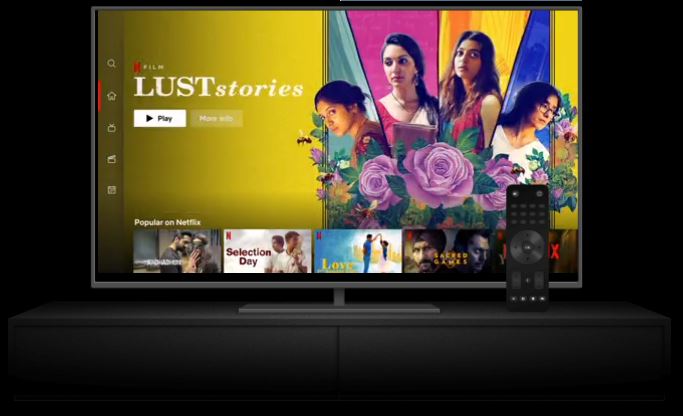 FILM
LUST stories
Play
More info
Popular on Netflix
Selection
Day
Love
SACRED
GAMES